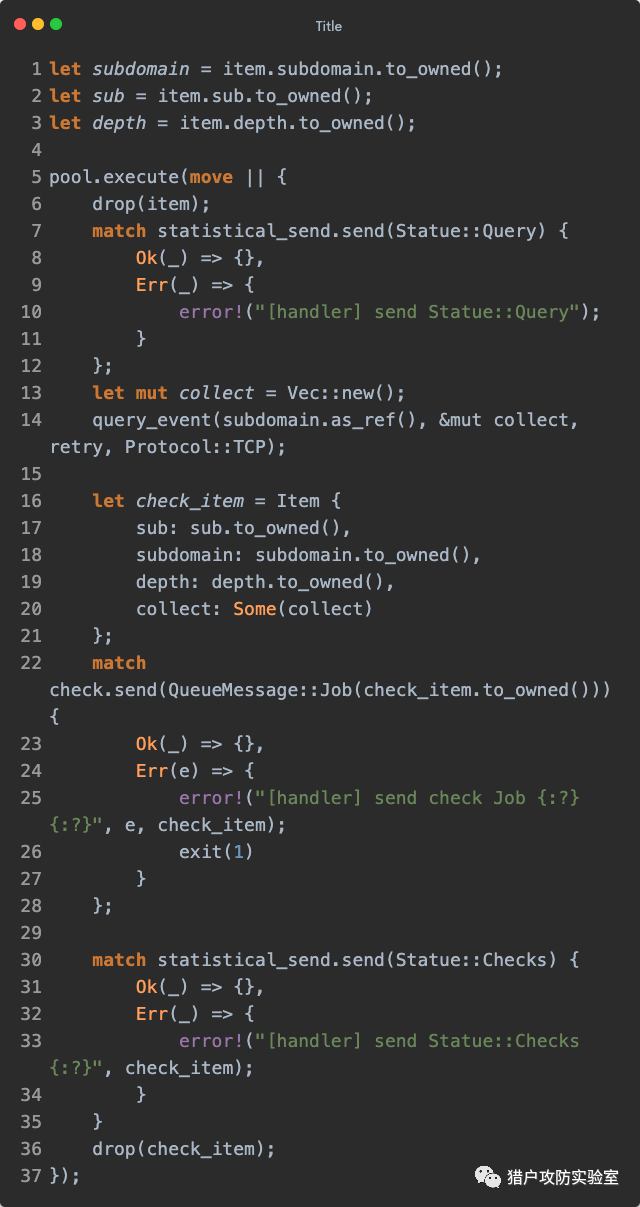 Title
1 let subdomain = item.subdomain.to_owned();
2 let sub = item.sub.to_owned();
3 let depth = item.depth.to_owned();
4
5 pool.execute(move || {
6     drop(item);
7     match statistical_send.send(Statue::Query) {
8         Ok(_) => {},
9         Err(_) => {
10             error!("[handler] send Statue::Query");
11         }
12     };
13     let mut collect = Vec::new();
14     query_event(subdomain.as_ref(), &mut collect,
retry, Protocol::TCP);
15
16     let check_item = Item {
17         sub: sub.to_owned(),
18         subdomain: subdomain.to_owned(),
19         depth: depth.to_owned(),
20         collect: Some(collect)
21     };
22     match
check.send(QueueMessage::Job(check_item.to_owned()))
{
23         Ok(_) => {},
24         Err(e) => {
25             error!("[handler] send check Job {:?}
{:?}", e, check_item);
26             exit(1)
27         }
28     };
29
30     match statistical_send.send(Statue::Checks) {
31         Ok(_) => {},
32         Err(_) => {
33             error!("[handler] send Statue::Checks
{:?}", check_item);
34         }
35     }
36     drop(check_item);
37 });
猎户攻防实验室